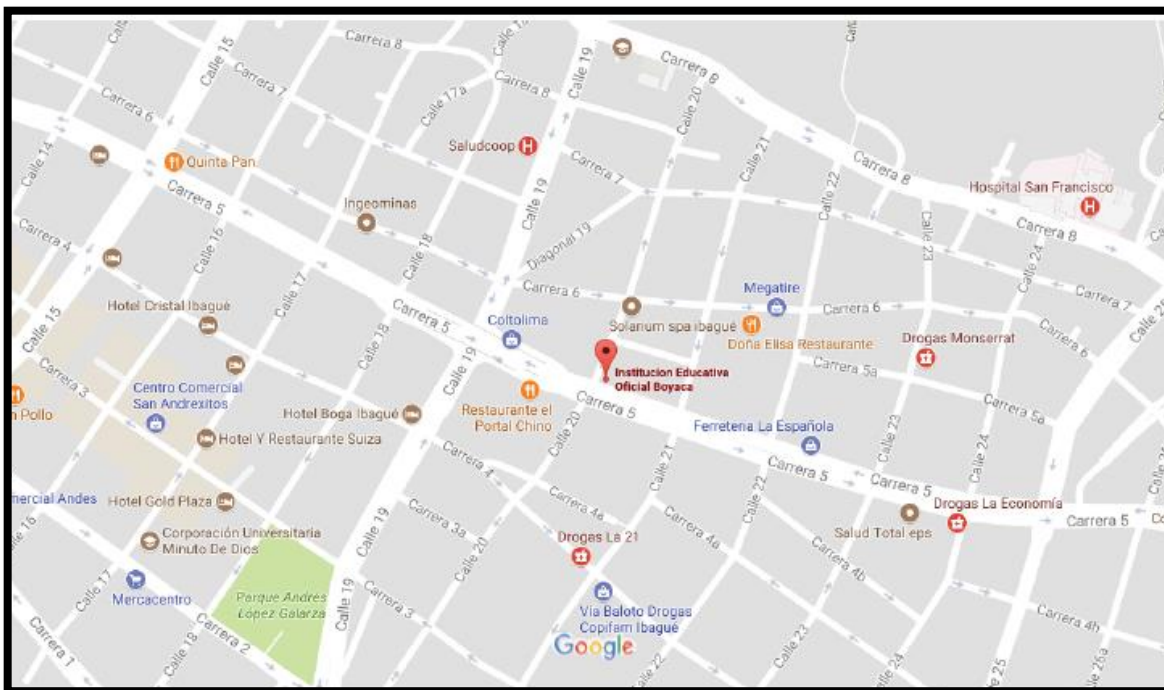 Carrera 8
Calle 15
Calle 19
Carrera 8
Carrera 7
Calle 17a
Carrera 8
Calle 20
Carrera 6
Calle 14
Quinta Pan
Saludcoop
Calle 21
Carrera 7
Calle 22
Carrera 8
Hospital San Francisco
Carrera 5
Ingeominas
Calle 19
Calle 16
Calle 18
Diagonal 19
Calle 23
Carrera 8
Carrera 4
Calle 17
Calle 24
Carrera 7
Megatire
Carrera 6
Carrera 6
Hotel Cristal Ibagué
Calle 15
Carrera 5
Coltolima
Solarium spa ibagué
Doña Elisa Restaurante
Drogas Monserrat
Calle 18
Calle 19
Carrera 3
Centro Comercial
San Andrexitos
Institucion Educativa
Oficial Boyaca
Carrera 5a
Carrera 5a
Pollo
Hotel Boga Ibagué
Restaurante el
Portal Chino
Carrera 5
Calle 20
Ferreteria La Española
Calle 23
Hotel Y Restaurante Suiza
Calle 21
Calle 24
Carrera 4
Carrera 5
Carrera 5
Calle 22
Hotel Gold Plaza
Andes
Calle 16
Drogas La Economía
Carrera 5
Salud Total eps
Carrera 4a
Carrera 3a
Calle 19
Corporación Universitaria
Minuto De Dios
Drogas La 21
Carrera 4a
Calle 20
Carrera 4b
Mercacentro
Calle 17
Parque Andrés
López Galarza
Calle 19
Carrera 3
Via Baloto Drogas
Copifam Ibagué
Google
Carrera 1
Calle 18
Carrera 2
Calle 22
Calle 23
Calle 24
Calle 25
Carrera 4b
Calle 26a